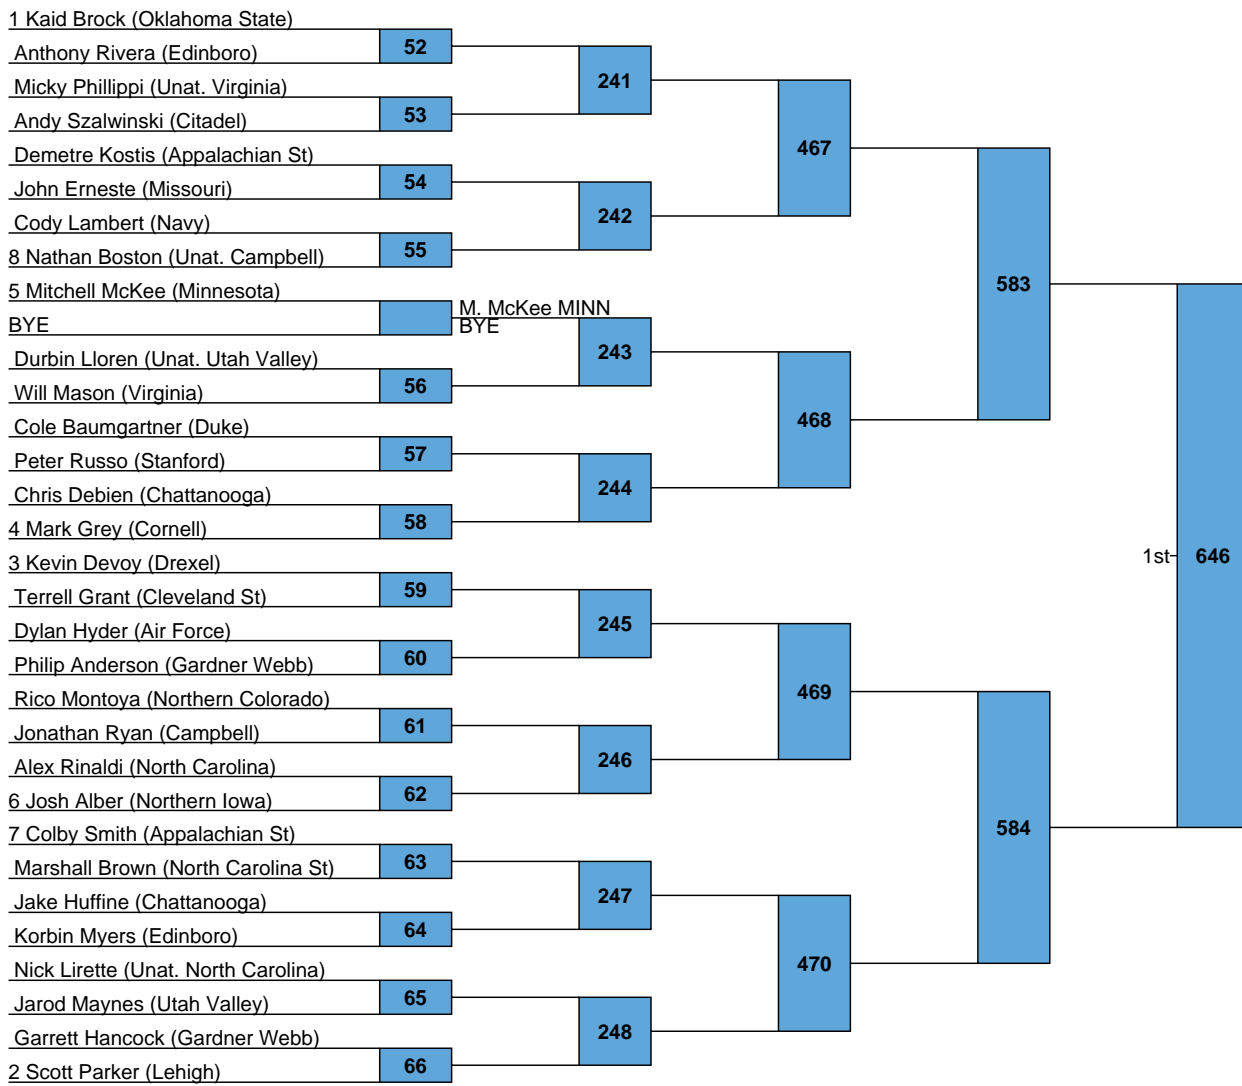 1 Kaid Brock (Oklahoma State)
52
Anthony Rivera (Edinboro)
241
Micky Phillippi (Unat. Virginia)
53
Andy Szalwinski (Citadel)
467
Demetre Kostis (Appalachian St)
54
John Erneste (Missouri)
242
Cody Lambert (Navy)
55
8 Nathan Boston (Unat. Campbell)
583
5 Mitchell McKee (Minnesota)
M. McKee MINN
BYE
BYE
243
Durbin Lloren (Unat. Utah Valley)
56
Will Mason (Virginia)
468
Cole Baumgartner (Duke)
57
Peter Russo (Stanford)
244
Chris Debien (Chattanooga)
58
4 Mark Grey (Cornell)
1st
646
3 Kevin Devoy (Drexel)
59
Terrell Grant (Cleveland St)
245
Dylan Hyder (Air Force)
60
Philip Anderson (Gardner Webb)
469
Rico Montoya (Northern Colorado)
61
Jonathan Ryan (Campbell)
246
Alex Rinaldi (North Carolina)
62
6 Josh Alber (Northern Iowa)
584
7 Colby Smith (Appalachian St)
63
Marshall Brown (North Carolina St)
247
Jake Huffine (Chattanooga)
64
Korbin Myers (Edinboro)
470
Nick Lirette (Unat. North Carolina)
65
Jarod Maynes (Utah Valley)
248
Garrett Hancock (Gardner Webb)
66
2 Scott Parker (Lehigh)